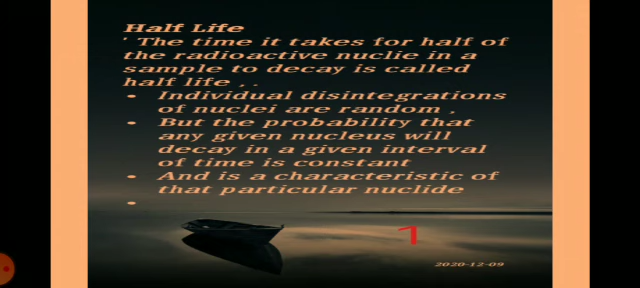 Half Life
' The time it takes for half of
the radioactive nuclie in a
sample to decay is called
half life , .
• Individual disintegrations
of nuclei are random .
• But the probability that
any given nucleus will
decay in a given interval
of time is constant
• And is a characteristic of
that particular nuclide
•
1
2020-12-09